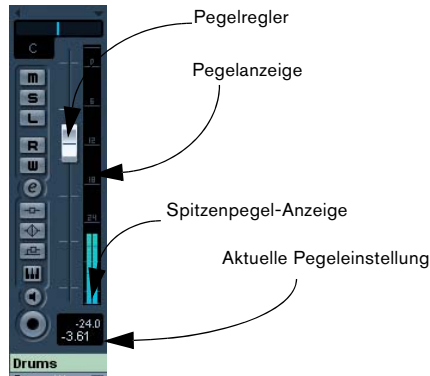 Pegelregler
C
0
Pegelanzeige
6
m
S
L
12
R
W
18
e
24
Spitzenpegel-Anzeige
Aktuelle Pegeleinstellung
-24.0
-3.61
Drums